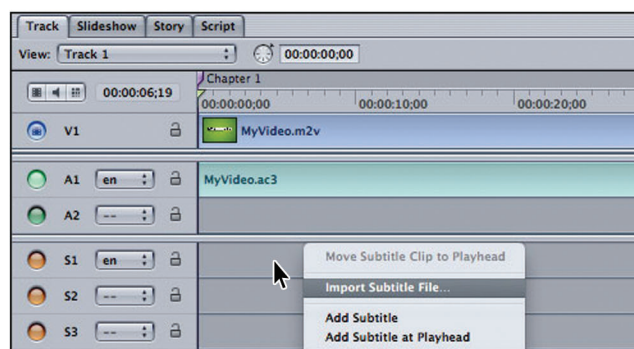 Track Slideshow Story Script
View: Track 1 00:00:00;00
00:00:06;19 Chapter 1
00:00:00;00 00:00:10;00 00:00:20;00
V1 MyVideo.m2v
A1 en MyVideo.ac3
A2 --
S1 en
Move Subtitle Clip to Playhead
S2 -- Import Subtitle File...
Add Subtitle
S3 -- Add Subtitle at Playhead